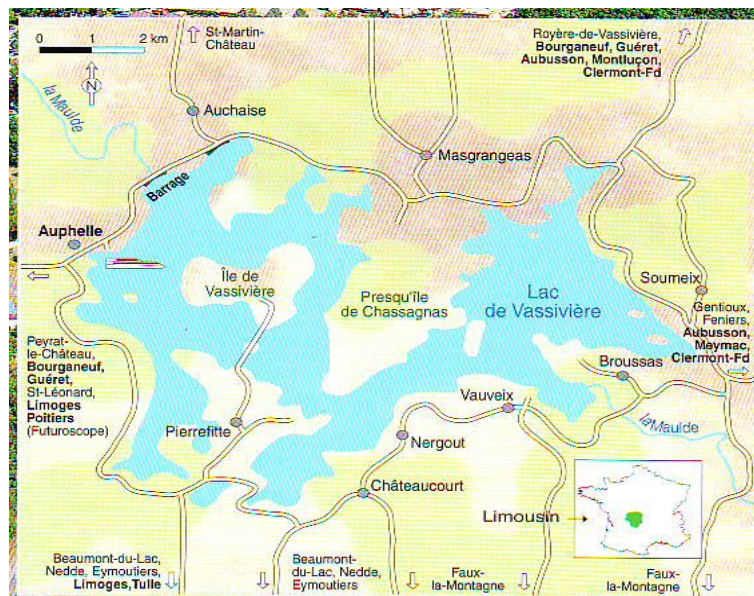 0 1 2 km
N
St-Martin-
Château
Royère-de-Vassivière,
Bourganeuf, Guéret,
Aubusson, Montluçon,
Clermont-Fd
la Maulde
Auchaise
Masgrangeas
Barrage
Auphelle
Île de
Vassivière
Presqu'île
de Chassagnas
Lac
de Vassivière
Soumeix
Gentioux,
Feniers,
Aubusson,
Meymac,
Clermont-Fd
Peyrat-
le-Château,
Bourganeuf,
Guéret,
St-Léonard,
Limoges
Poitiers
(Futuroscope)
Broussas
Vauveix
la Maulde
Pierrefitte
Nergout
Châteaucourt
Limousin
Beaumont-du-Lac,
Nedde, Eymoutiers,
Limoges,Tulle
Beaumont-
du-Lac, Nedde,
Eymoutiers
Faux-
la-Montagne
Faux-
la-Montagne